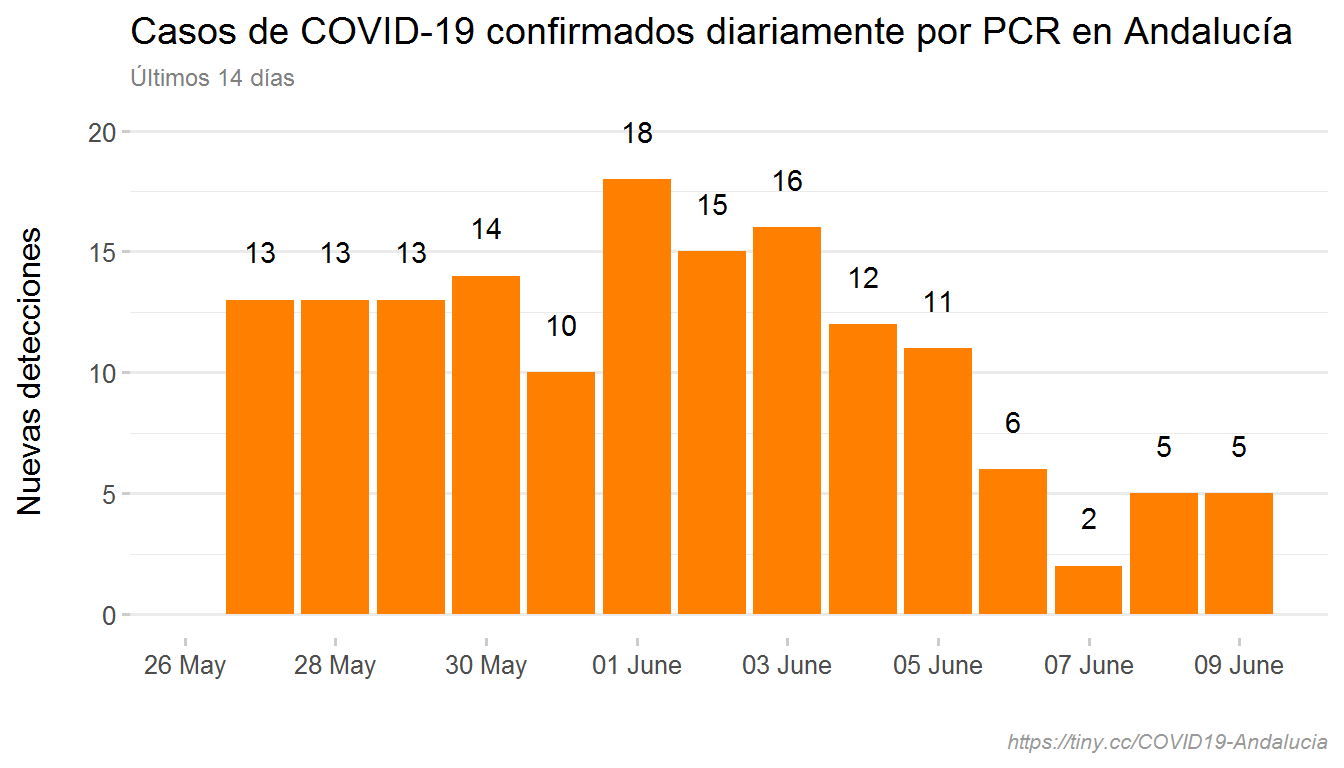 Casos de COVID-19 confirmados diariamente por PCR en Andalucía
Últimos 14 días
Nuevas detecciones
20
15
10
5
0
13
13
13
14
10
18
15
16
12
11
6
2
5
5
26 May
28 May
30 May
01 June
03 June
05 June
07 June
09 June
https://tiny.cc/COVID19-Andalucia